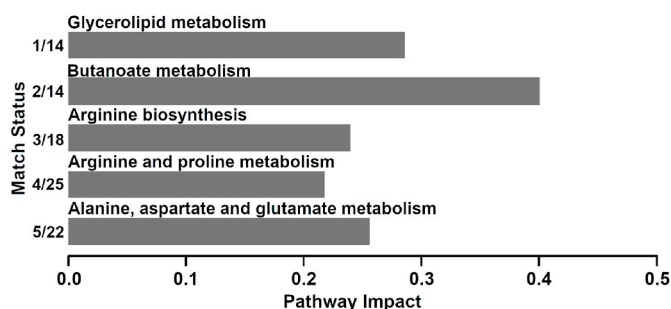 Glycerolipid metabolism
1/14
Butanoate metabolism
2/14
Arginine biosynthesis
3/18
Arginine and proline metabolism
4/25
Alanine, aspartate and glutamate metabolism
5/22
Match Status
0.0 0.1 0.2 0.3 0.4 0.5
Pathway Impact